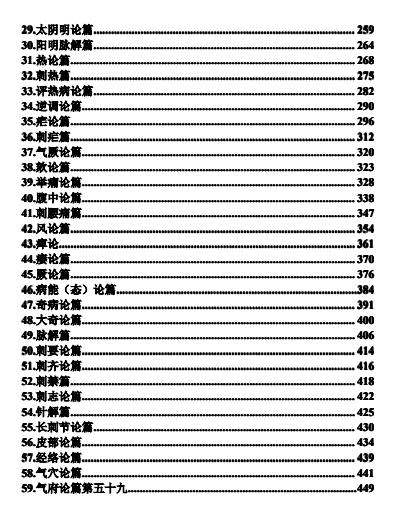 29.太阴明论篇........................ 259
30.阳明脉解篇........................ 264
31.热论篇........................ 268
32.刺热篇........................ 275
33.评热病论篇........................ 282
34.逆调论篇........................ 290
35.疟论篇........................ 296
36.刺疟篇........................ 312
37.气厥论篇........................ 320
38.欬论篇........................ 323
39.举痛论篇........................ 328
40.腹中论篇........................ 338
41.刺腰痛篇........................ 347
42.风论篇........................ 354
43.痹论........................ 361
44.痿论篇........................ 370
45.厥论篇........................ 376
46.病能（态）论篇........................384
47.奇病论篇........................ 391
48.大奇论篇........................ 400
49.脉解篇........................ 406
50.刺要论篇........................ 414
51.刺齐论篇........................ 416
52.刺禁篇........................ 418
53.刺志论篇........................ 422
54.针解篇........................ 425
55.长刺节论篇........................ 430
56.皮部论篇........................ 434
57.经络论篇........................ 439
58.气穴论篇........................ 441
59.气府论篇第五十九........................449